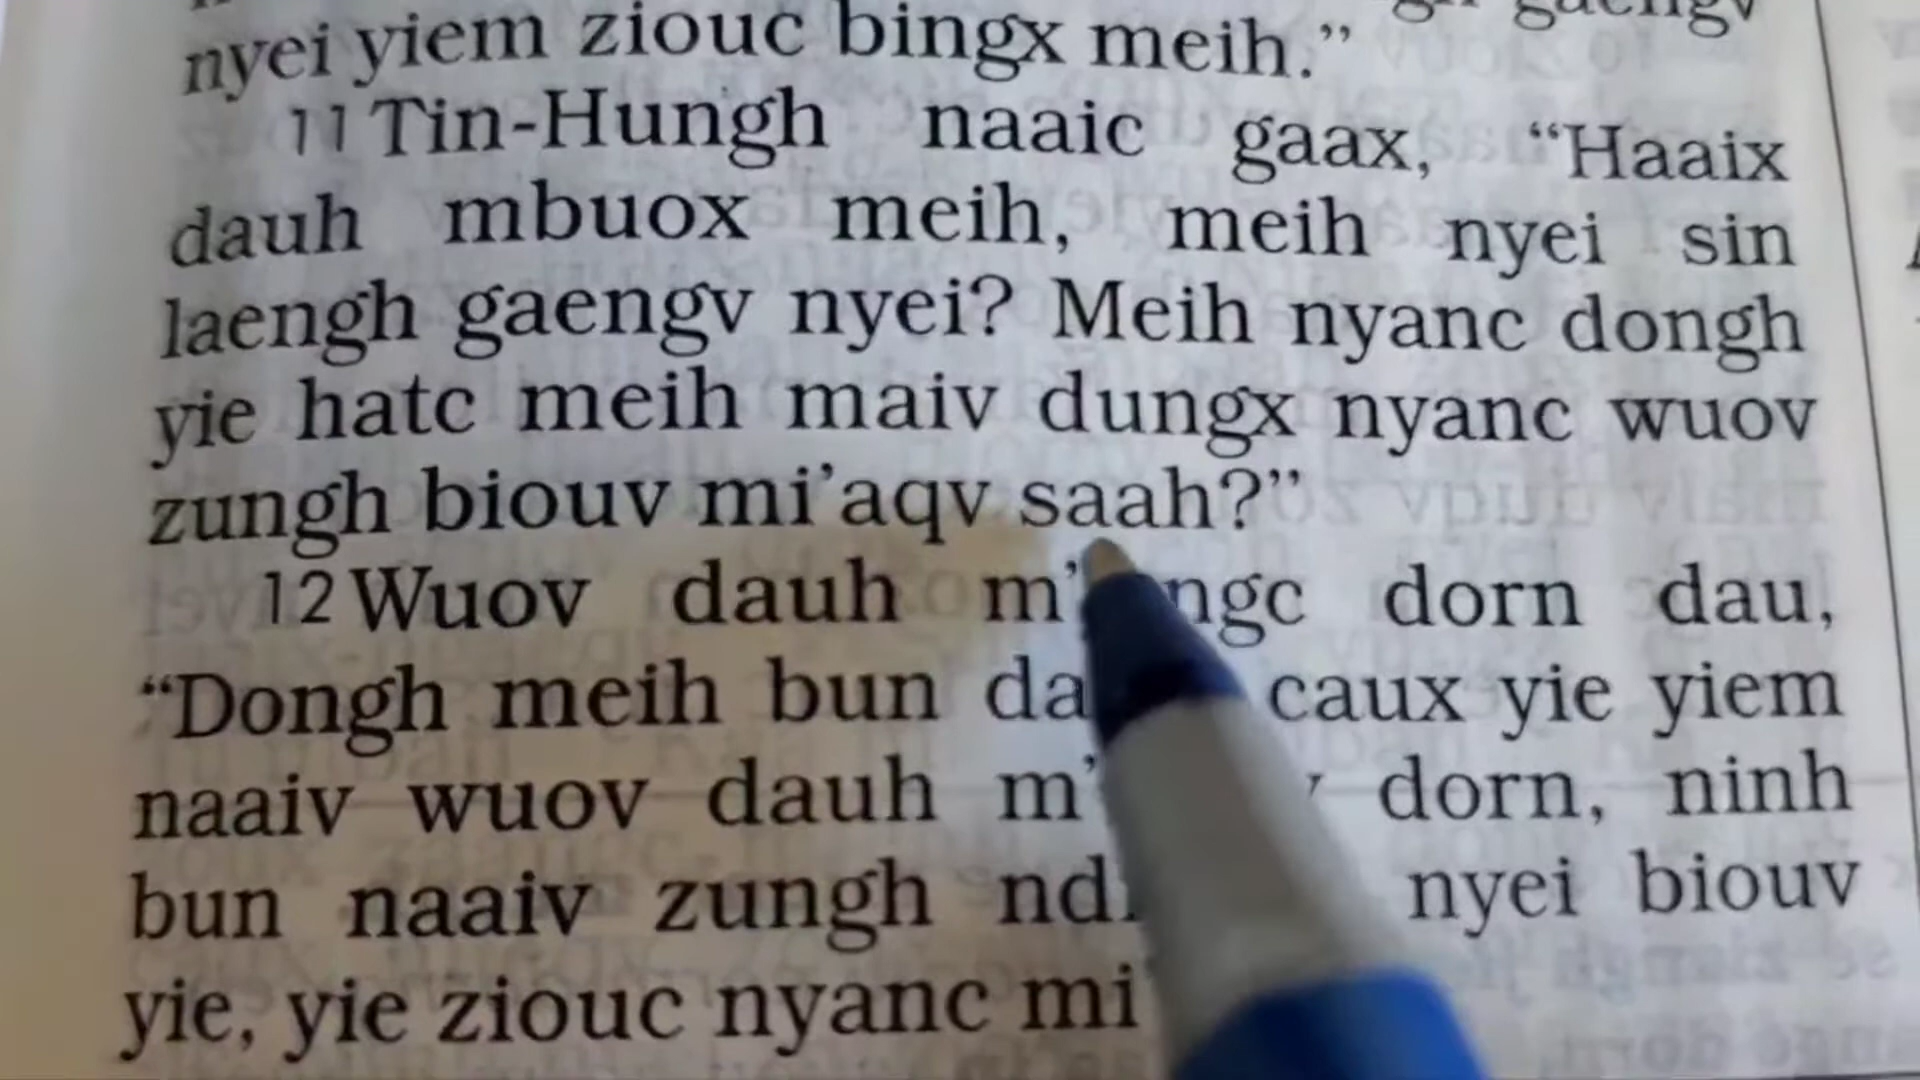 gaengv
nyei yiem ziouc bingx meih.”
11 Tin-Hungh naaic gaax, “Haaix
dauh mbuox meih, meih nyei sin
laengh gaengv nyei? Meih nyanc dongh
yie hatc meih maiv dungx nyanc wuov
zungh biouv mi’aqv saah?”
12 Wuov dauh dorn dau,
“Dongh meih bun caux yie yiem
naaiv wuov dauh dorn, ninh
bun naaiv zungh nyei biouv
yie, yie ziouc nyanc